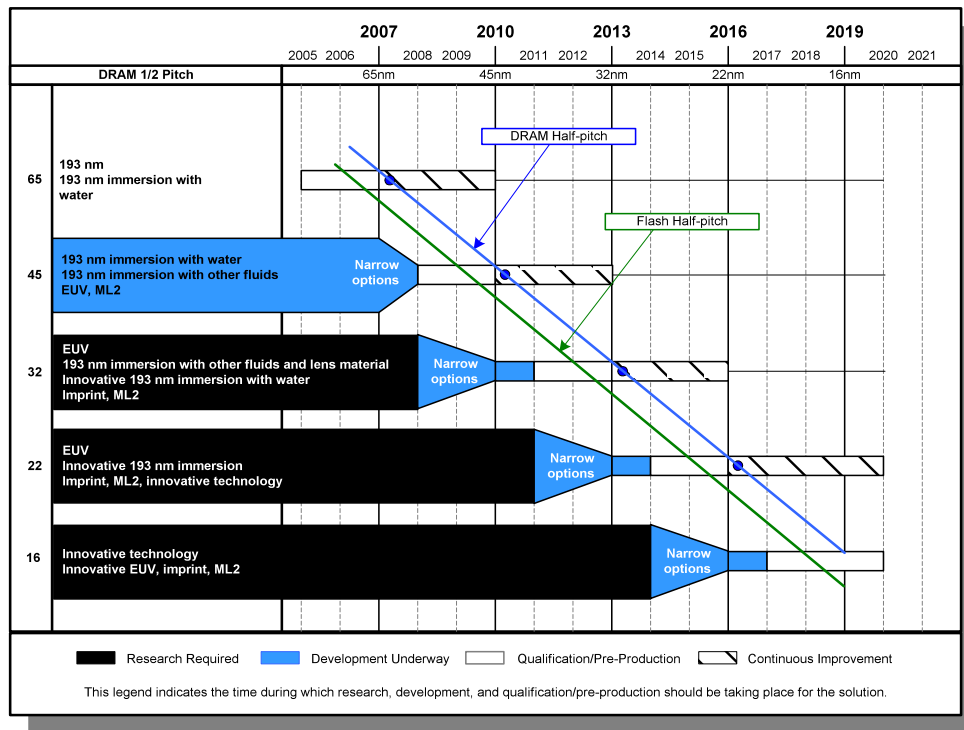 2007 2010 2013 2016 2019
2005 2006 2008 2009 2011 2012 2014 2015 2017 2018 2020 2021
DRAM 1/2 Pitch 65nm 45nm 32nm 22nm 16nm
DRAM Half-pitch
193 nm
65 193 nm immersion with
water
Flash Half-pitch
193 nm immersion with water
45 193 nm immersion with other fluids
EUV, ML2
Narrow
options
EUV
32 193 nm immersion with other fluids and lens material
Innovative 193 nm immersion with water
Imprint, ML2
Narrow
options
EUV
22 Innovative 193 nm immersion
Imprint, ML2, innovative technology
Narrow
options
16 Innovative technology
Innovative EUV, imprint, ML2
Narrow
options
Research Required Development Underway Qualification/Pre-Production Continuous Improvement
This legend indicates the time during which research, development, and qualification/pre-production should be taking place for the solution.